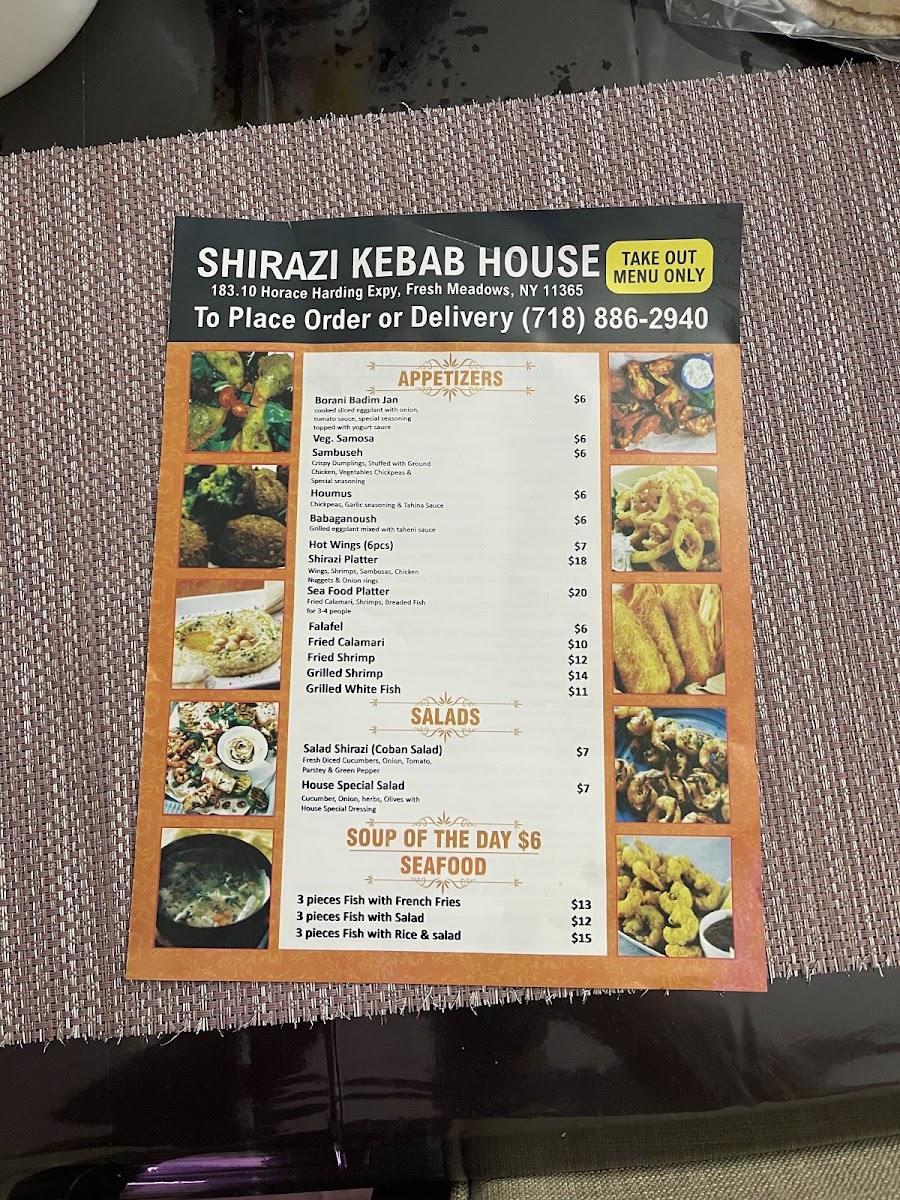 SHIRAZI KEBAB HOUSE
TAKE OUT
MENU ONLY
183.10 Horace Harding Expy, Fresh Meadows, NY 11365
To Place Order or Delivery (718) 886-2940
APPETIZERS
Borani Badim Jan $6
cooked sliced eggplant with onion,
tomato sauce, special seasoning
topped with yogurt sauce
Veg. Samosa $6
Sambuseh $6
Crispy Dumplings, Stuffed with Ground
Chicken, Vegetables Chickpeas &
Special seasoning
Houmus $6
Chickpeas, Garlic seasoning & Tahina Sauce
Babaganoush $6
Grilled eggplant mixed with taheni sauce
Hot Wings (6pcs) $7
Shirazi Platter $18
Wings, Shrimps, Sambosas, Chicken
Nuggets & Onion rings
Sea Food Platter $20
Fried Calamari, Shrimps, Breaded Fish
for 3-4 people
Falafel $6
Fried Calamari $10
Fried Shrimp $12
Grilled Shrimp $14
Grilled White Fish $11
SALADS
Salad Shirazi (Coban Salad) $7
Fresh Diced Cucumbers, Onion, Tomato,
Parstey & Green Pepper
House Special Salad $7
Cucumber, Onion, herbs, Olives with
House Special Dressing
SOUP OF THE DAY $6
SEAFOOD
3 pieces Fish with French Fries $13
3 pieces Fish with Salad $12
3 pieces Fish with Rice & salad $15